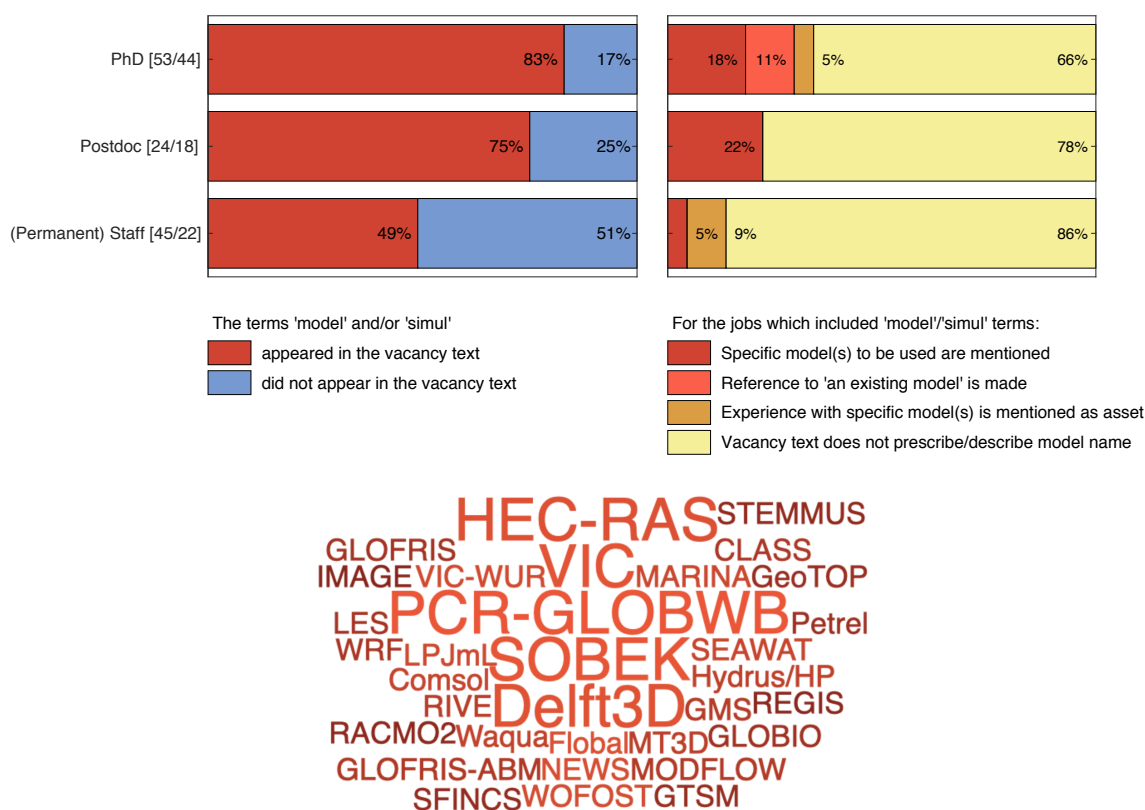 PhD [53/44] 83% 17% 18% 11% 5% 66%
Postdoc [24/18] 75% 25% 22% 78%
(Permanent) Staff [45/22] 49% 51% 5% 9% 86%
The terms 'model' and/or 'simul'
appeared in the vacancy text
did not appear in the vacancy text
For the jobs which included 'model'/'simul' terms:
Specific model(s) to be used are mentioned
Reference to 'an existing model' is made
Experience with specific model(s) is mentioned as asset
Vacancy text does not prescribe/describe model name
HEC-RAS STEMMUS
GLOFRIS VIC CLASS
IMAGE VIC-WUR MARINA GeoTOP
LES PCR-GLOBWB Petrel
WRF LPJmL SOBEK SEAWAT
Comsol Hydrus/HP
RIVE Delft3D GMS REGIS
RACMO2 Waqua Flobal MT3D GLOBIO
GLOFRIS-ABM NEWS MODFLOW
SFINCS WOFOST GTSM